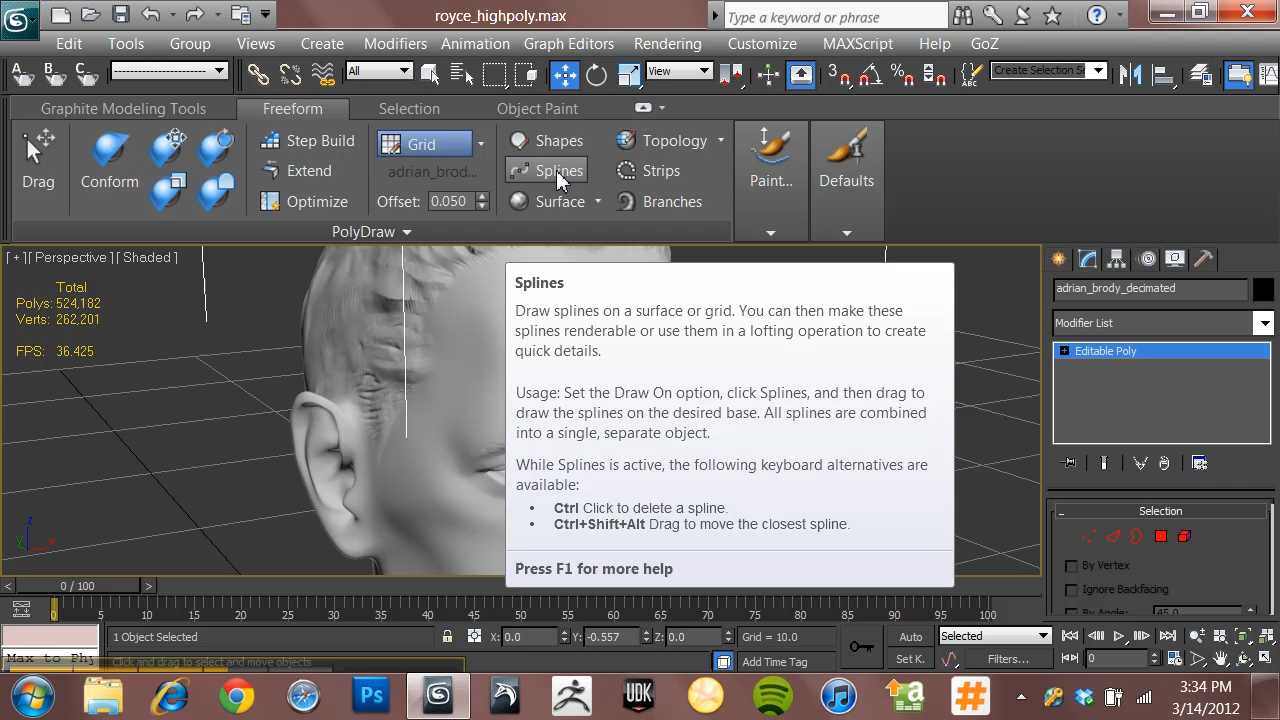 royce_highpoly.max
Type a keyword or phrase
Edit Tools Group Views Create Modifiers Animation Graph Editors Rendering Customize MAXScript Help GoZ
All
View
Create Selection Se
Graphite Modeling Tools Freeform Selection Object Paint
Drag
Conform
Step Build
Extend
Optimize
Grid
adrian_brod...
Offset: 0.050
Shapes
Splines
Surface
Topology
Strips
Branches
Paint...
Defaults
PolyDraw
[ + ][ Perspective ][ Shaded ]
Total
Polys: 524,182
Verts: 262,201
FPS: 36.425
Splines
Draw splines on a surface or grid. You can then make these
splines renderable or use them in a lofting operation to create
quick details.
Usage: Set the Draw On option, click Splines, and then drag to
draw the splines on the desired base. All splines are combined
into a single, separate object.
While Splines is active, the following keyboard alternatives are
available:
• Ctrl Click to delete a spline.
• Ctrl+Shift+Alt Drag to move the closest spline.
Press F1 for more help
adrian_brody_decimated
Modifier List
Editable Poly
Selection
By Vertex
Ignore Backfacing
By Angle: 45.0
0 / 100
0 5 10 15 20 25 30 35 40 45 50 55 60 65 70 75 80 85 90 95 100
1 Object Selected
X: 0.0 Y: -0.557 Z: 0.0 Grid = 10.0
Auto Selected
Max to Phy
Click and drag to select and move objects
Add Time Tag
Set K. Filters... 0
Ps
UDK
3:34 PM
3/14/2012